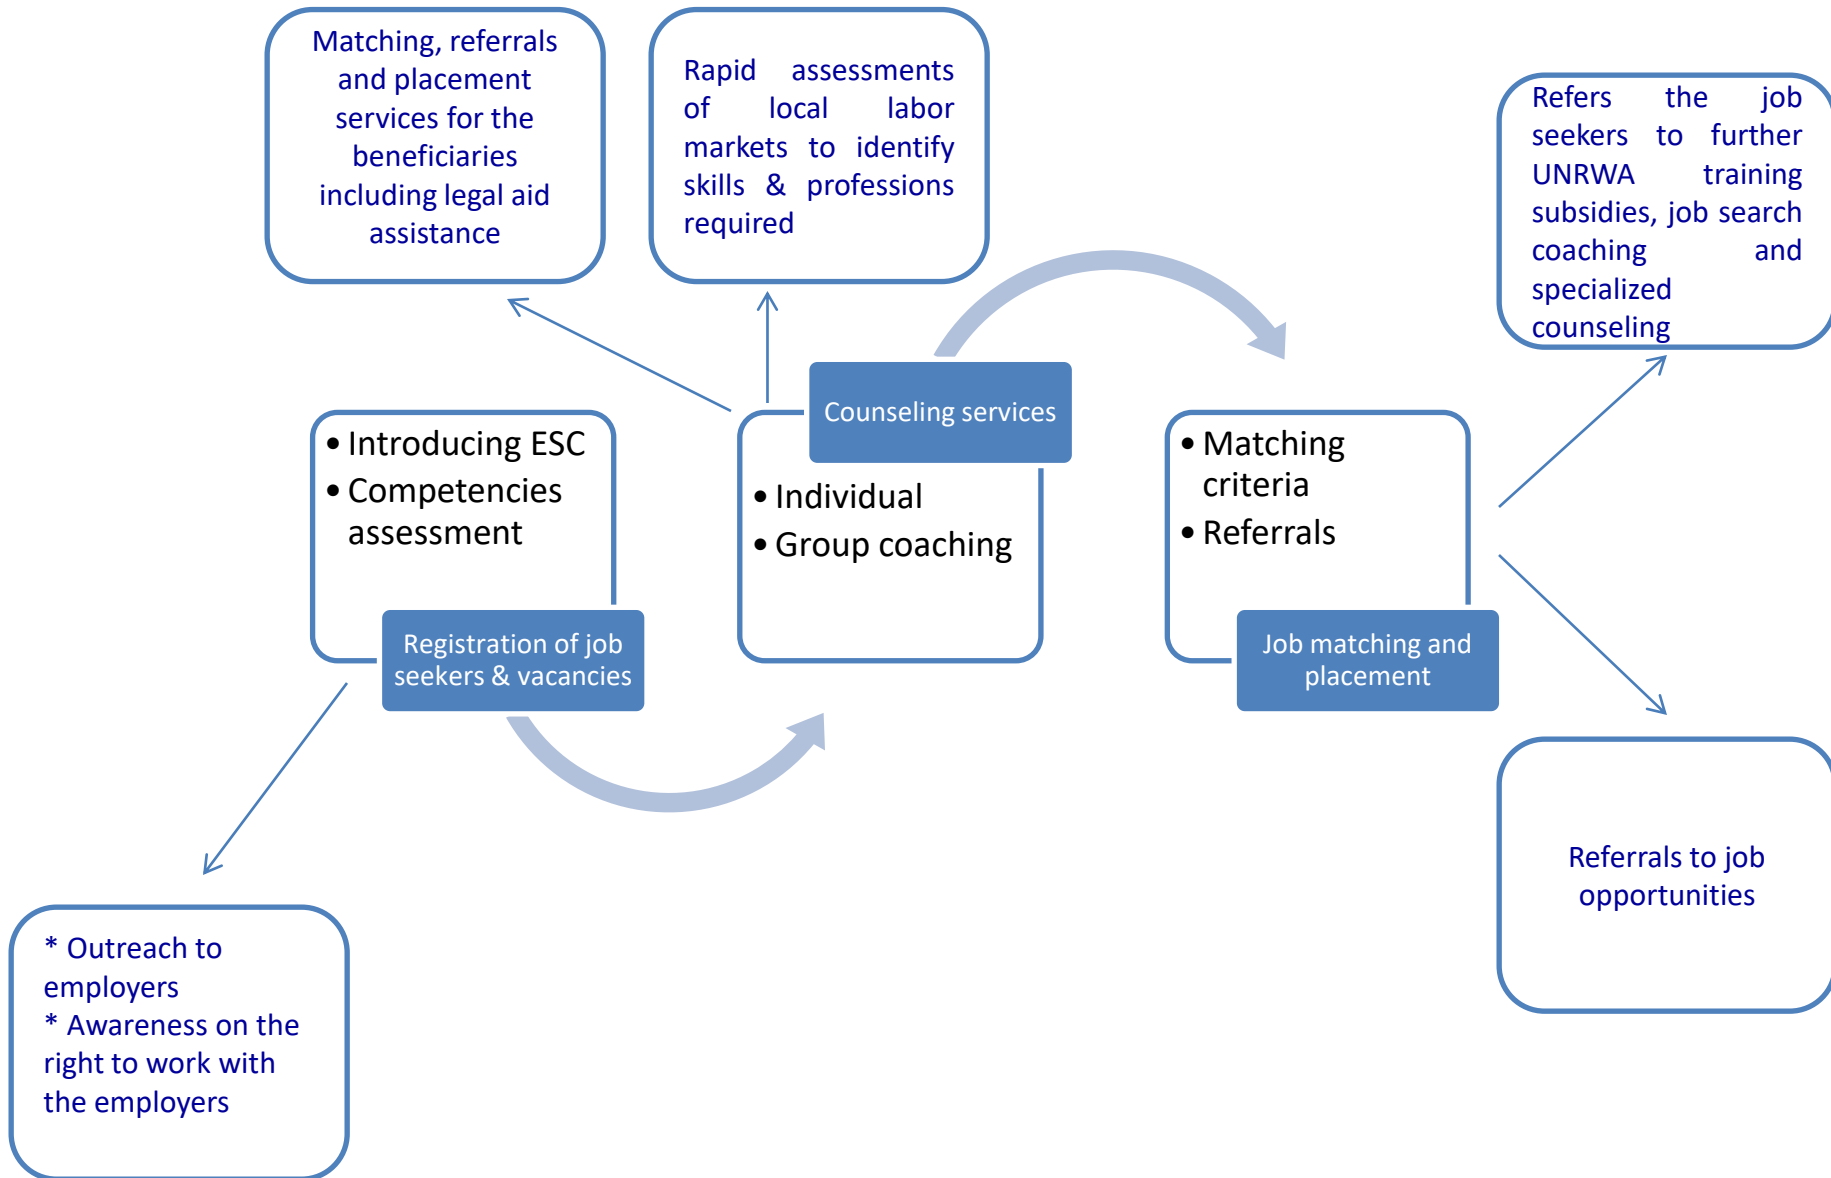 Matching, referrals
and placement
services for the
beneficiaries
including legal aid
assistance
Rapid assessments
of local labor
markets to identify
skills & professions
required
Refers the job
seekers to further
UNRWA training
subsidies, job search
coaching and
specialized
counseling
• Introducing ESC
• Competencies
assessment
Registration of job
seekers & vacancies
Counseling services
• Individual
• Group coaching
• Matching
criteria
• Referrals
Job matching and
placement
* Outreach to
employers
* Awareness on the
right to work with
the employers
Referrals to job
opportunities